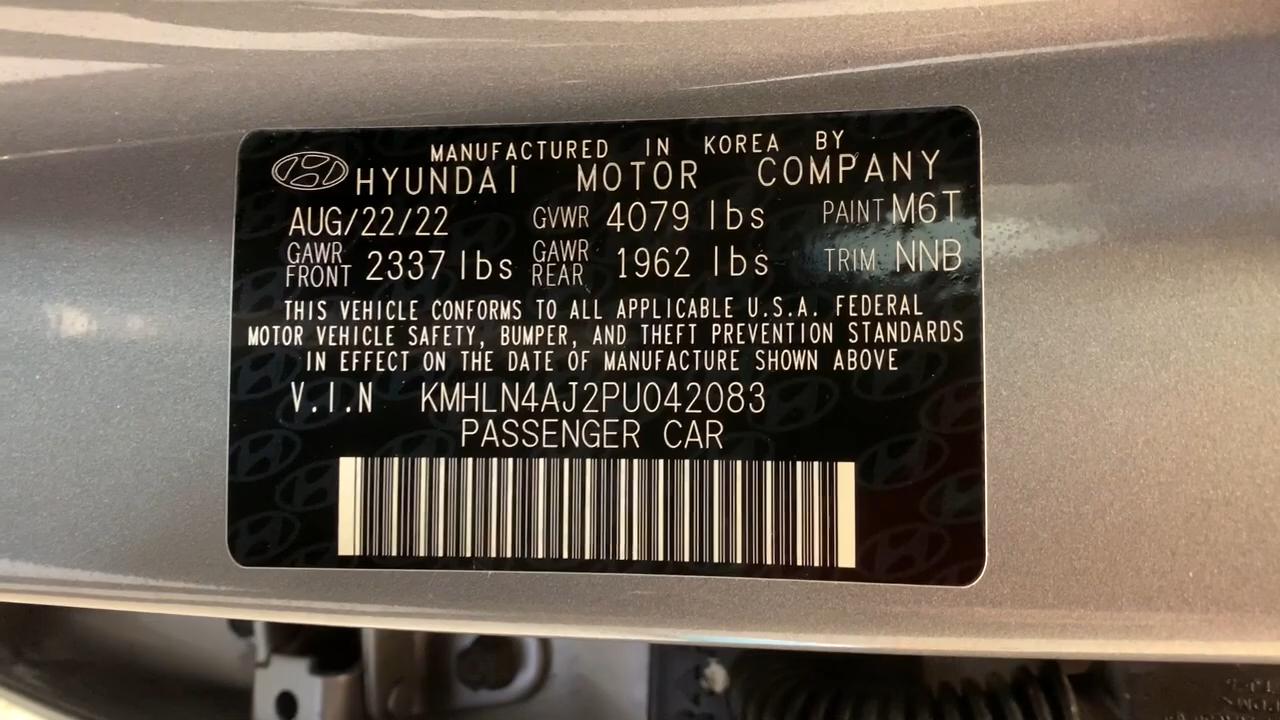 MANUFACTURED IN KOREA BY
HYUNDAI MOTOR COMPANY
AUG/22/22 GVWR 4079 lbs PAINT M6T
GAWR FRONT 2337 lbs GAWR REAR 1962 lbs TRIM NNB
THIS VEHICLE CONFORMS TO ALL APPLICABLE U.S.A. FEDERAL
MOTOR VEHICLE SAFETY, BUMPER, AND THEFT PREVENTION STANDARDS
IN EFFECT ON THE DATE OF MANUFACTURE SHOWN ABOVE
V.I.N KMHLN4AJ2PU042083
PASSENGER CAR